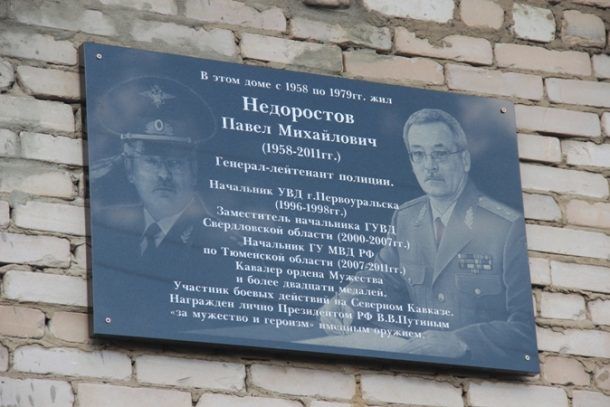 В этом доме с 1958 по 1979гг. жил
Недоростов
Павел Михайлович
(1958-2011гг.)
Генерал-лейтенант полиции.
Начальник УВД г.Первоуральска
(1996-1998гг.)
Заместитель начальника ГУВД
Свердловской области (2000-2007гг.)
Начальник ГУ МВД РФ
по Тюменской области (2007-2011гг.)
Кавалер ордена Мужества
и более двадцати медалей.
Участник боевых действий на Северном Кавказе.
Награжден лично Президентом РФ В.В.Путиным
"за мужество и героизм" именным оружием